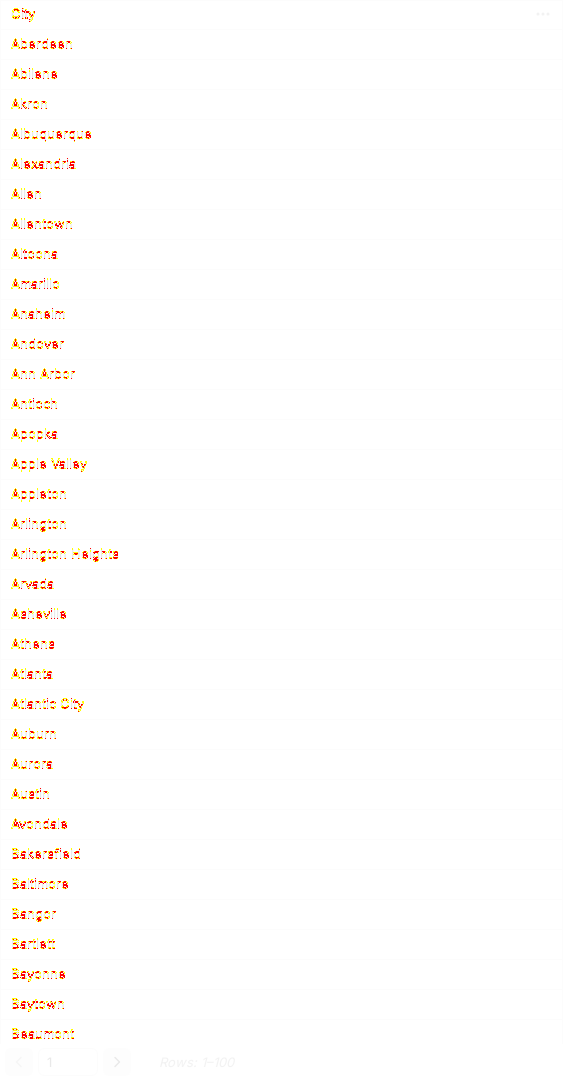 City
Aberdeen
Abilene
Akron
Albuquerque
Alexandria
Allen
Allentown
Altoona
Amarillo
Anaheim
Andover
Ann Arbor
Antioch
Apopka
Apple Valley
Appleton
Arlington
Arlington Heights
Arvada
Asheville
Athens
Atlanta
Atlantic City
Auburn
Aurora
Austin
Avondale
Bakersfield
Baltimore
Bangor
Bartlett
Bayonne
Baytown
Beaumont
1 Rows: 1-100